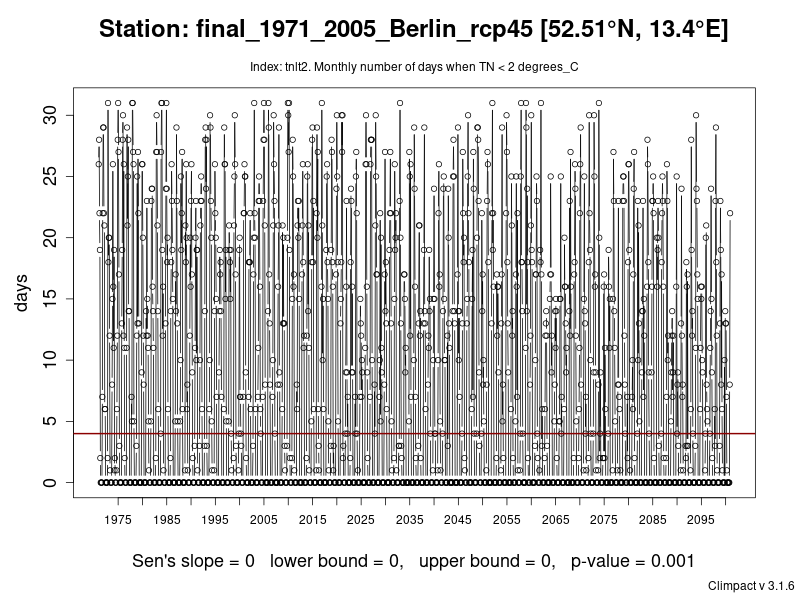 Station: final_1971_2005_Berlin_rcp45 [52.51°N, 13.4°E]
Index: tnlt2. Monthly number of days when TN < 2 degrees_C
days
30
25
20
15
10
5
0
1975 1985 1995 2005 2015 2025 2035 2045 2055 2065 2075 2085 2095
Sen's slope = 0 lower bound = 0, upper bound = 0, p-value = 0.001
Climpact v 3.1.6